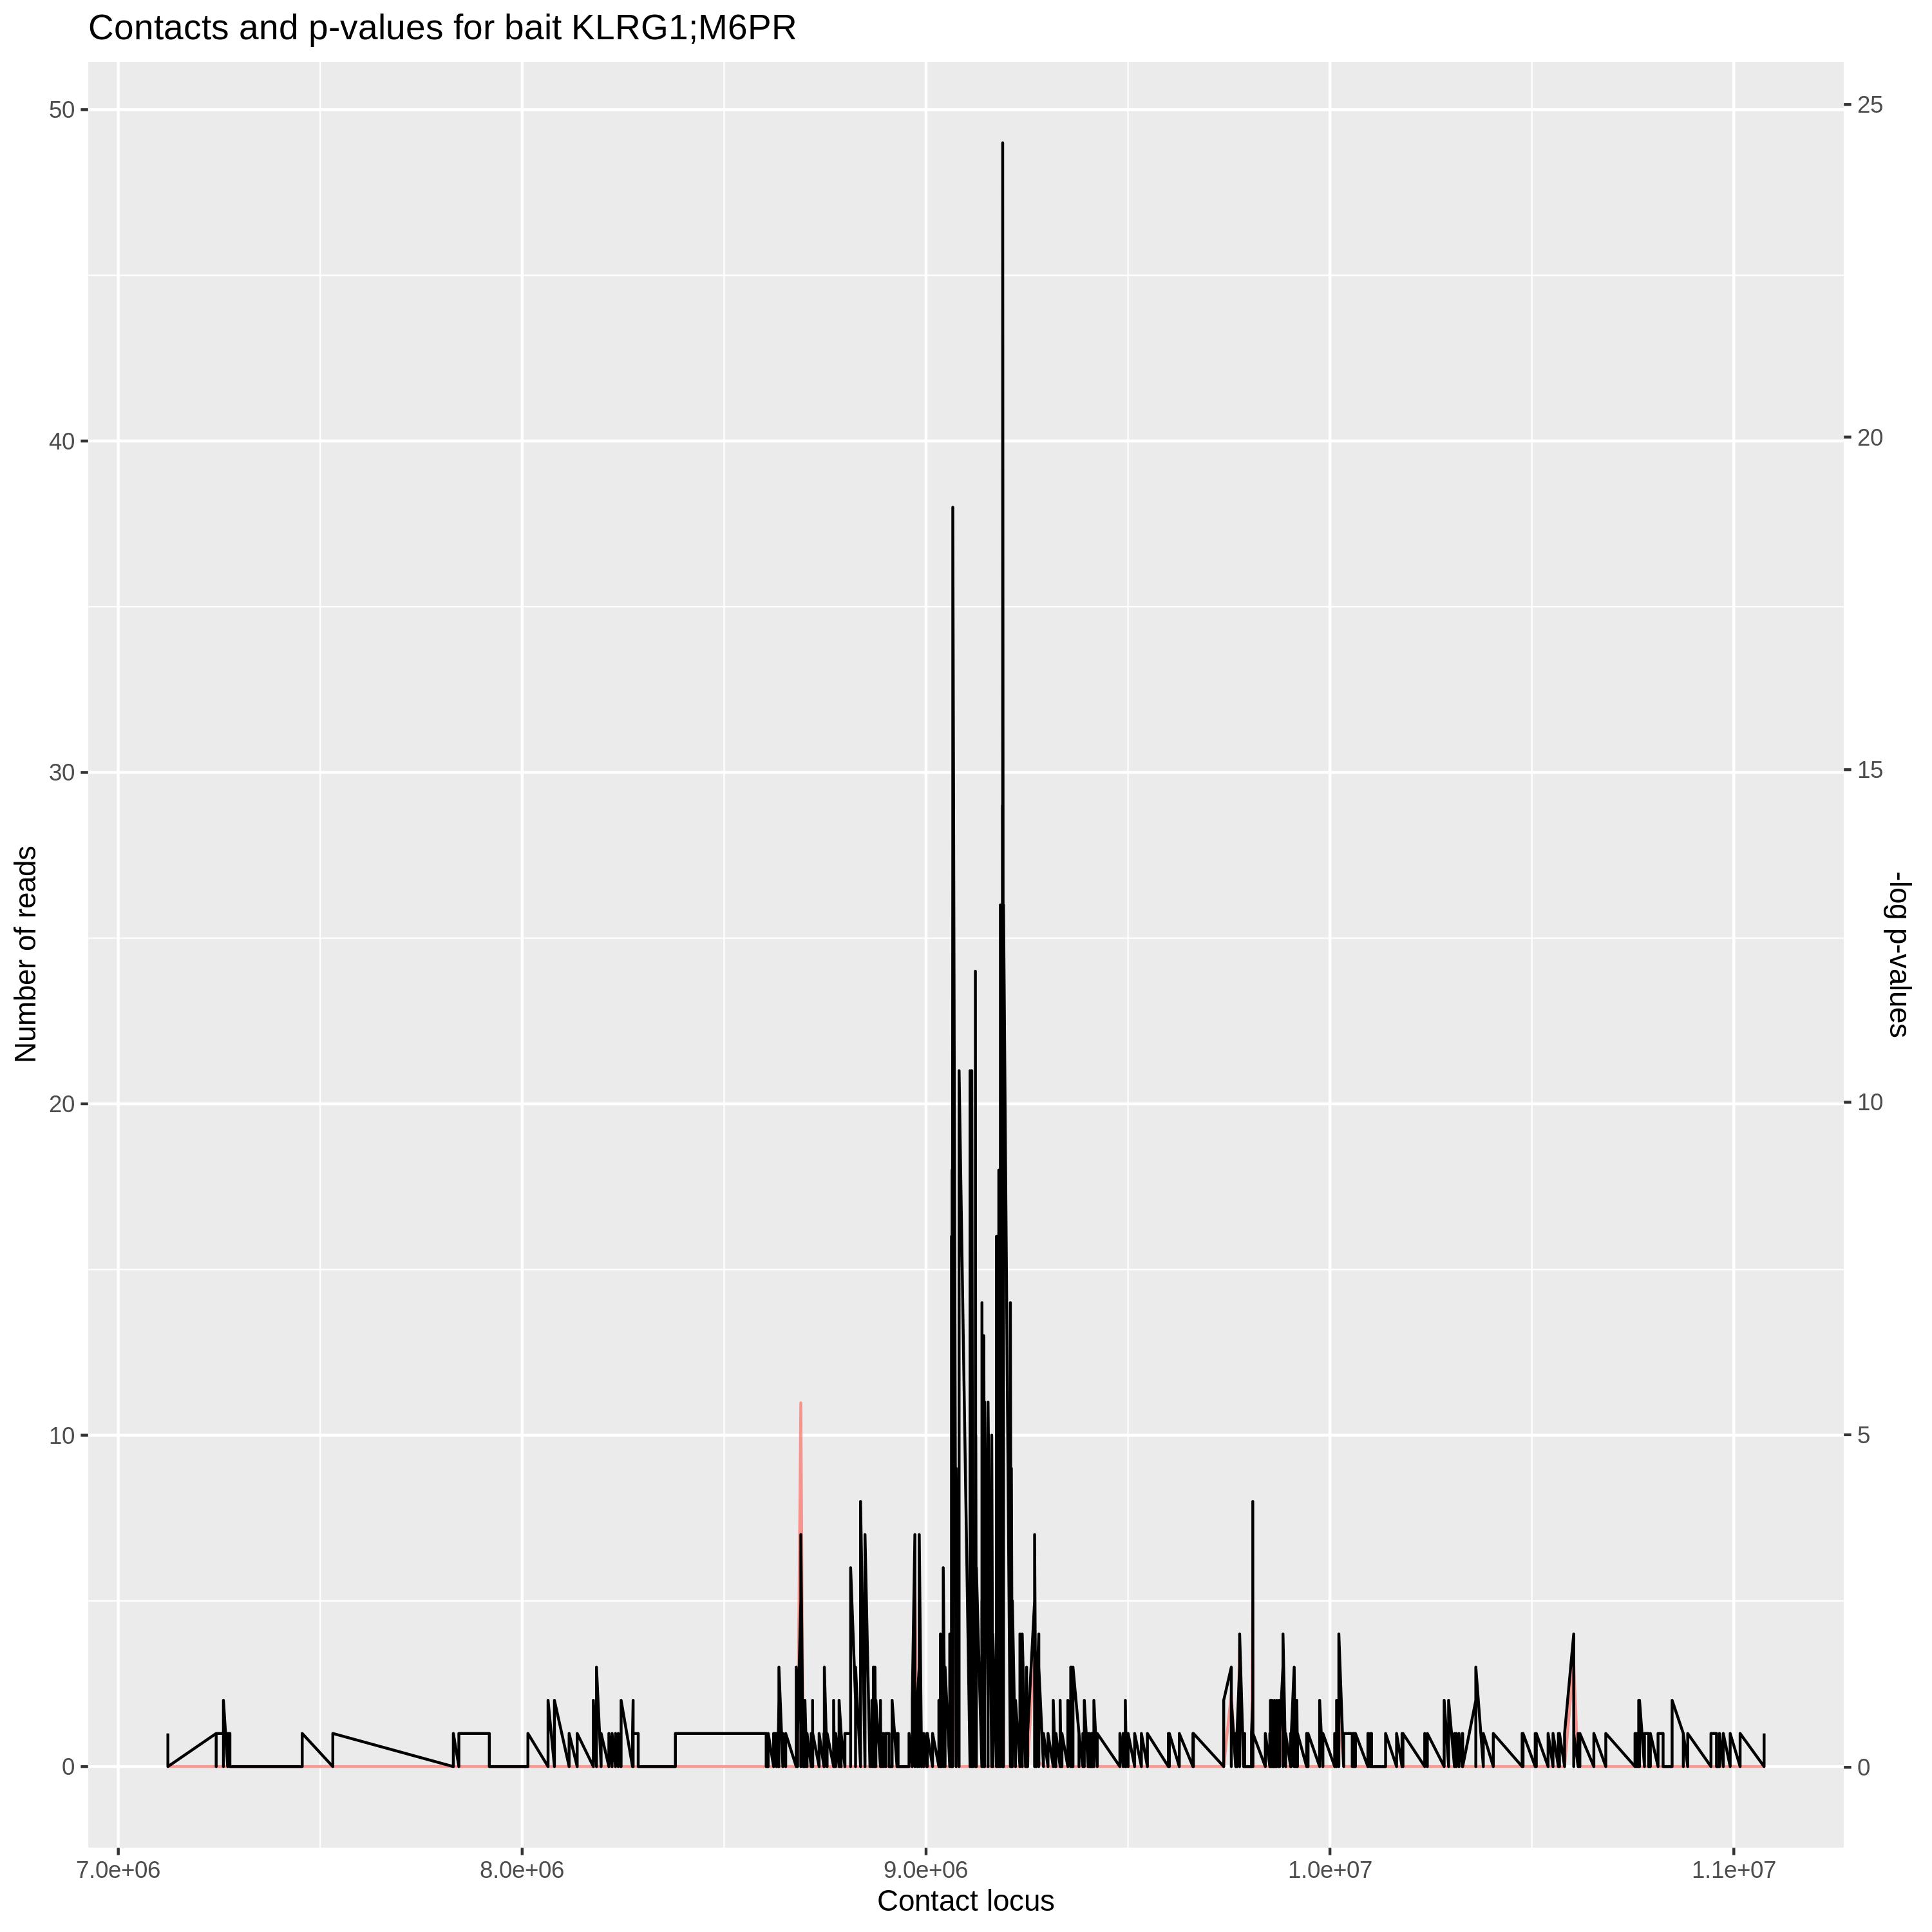 Contacts and p-values for bait KLRG1;M6PR
50
40
30
20
10
0
Number of reads
25
20
15
10
5
0
-log p-values
7.0e+06 8.0e+06 9.0e+06 1.0e+07 1.1e+07
Contact locus